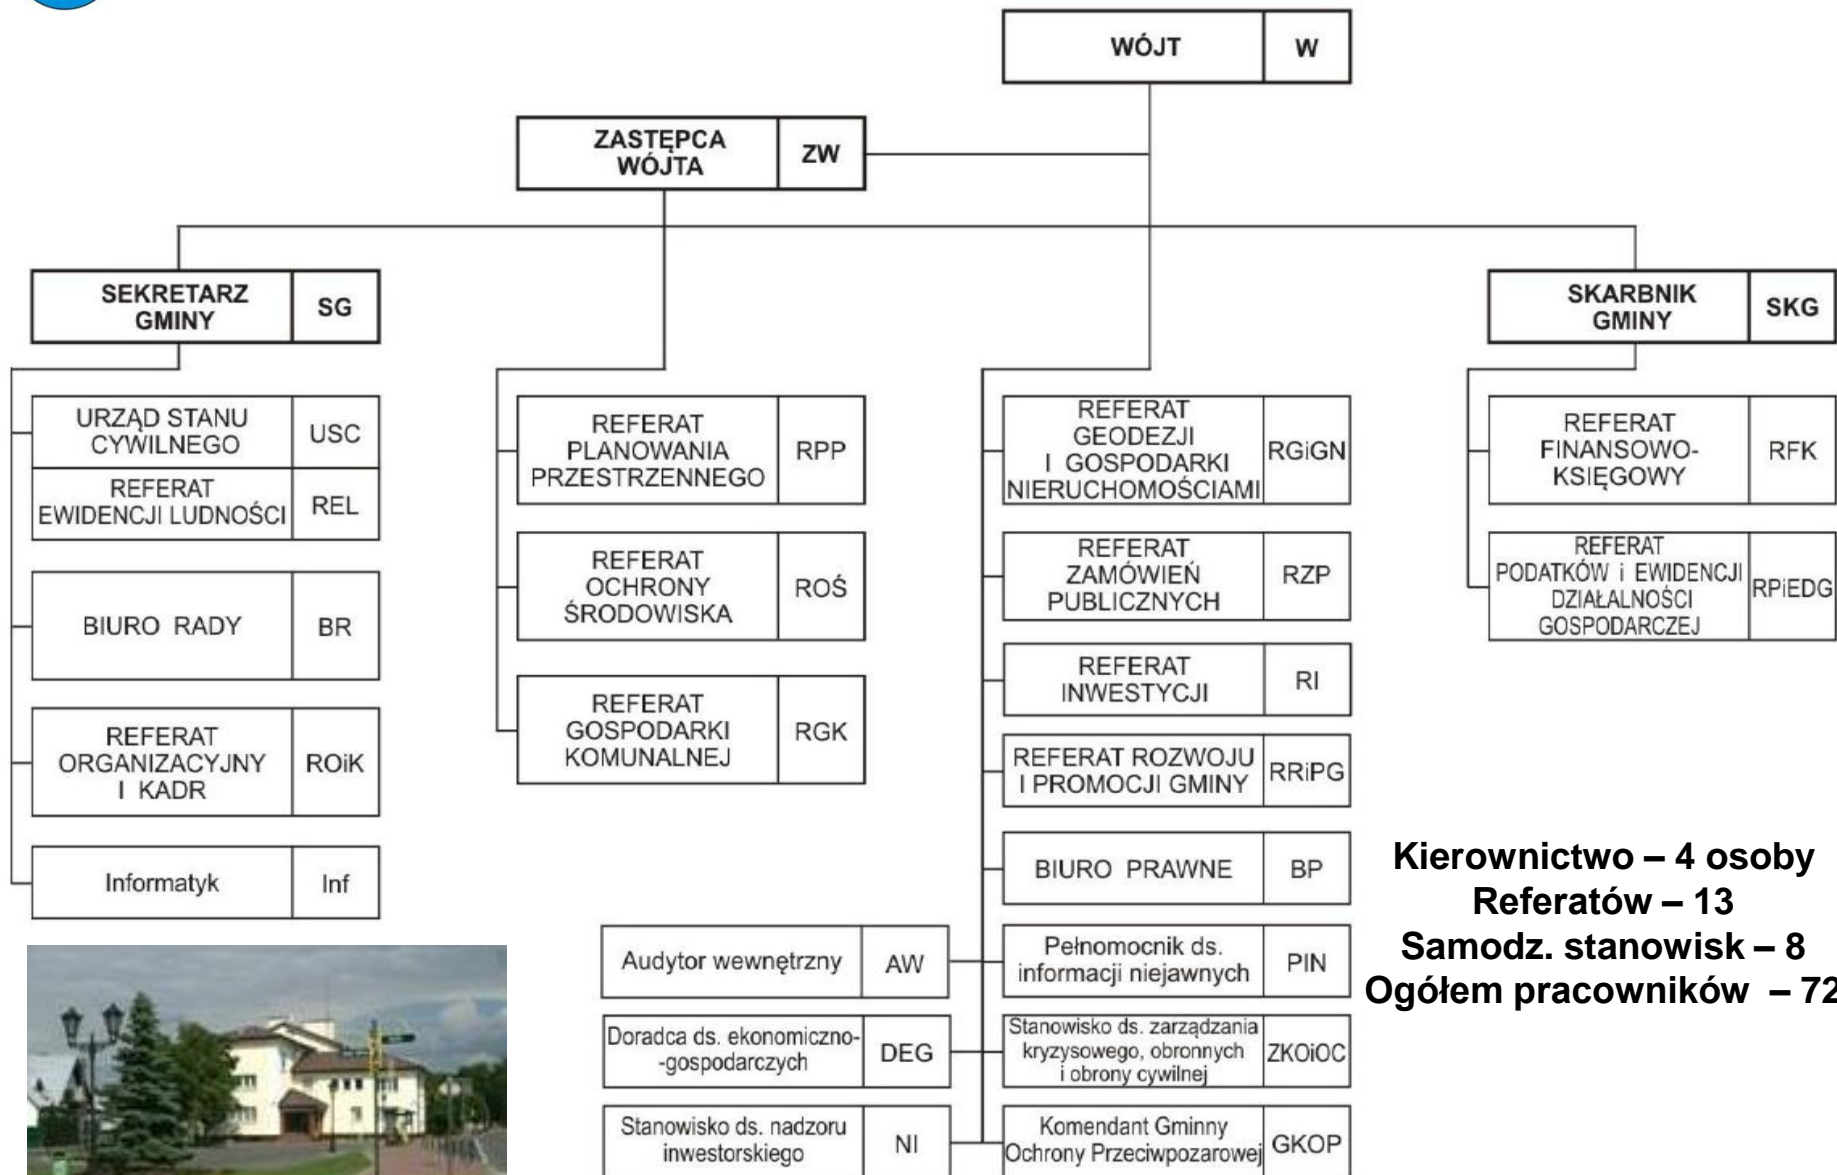 WÓJT
W
ZASTĘPCA
WÓJTA
ZW
SEKRETARZ
GMINY
SG
SKARBNIK
GMINY
SKG
URZĄD STANU
CYWILNEGO
USC
REFERAT
EWIDENCJI LUDNOŚCI
REL
BIURO RADY
BR
REFERAT
ORGANIZACYJNY
I KADR
ROiK
Informatyk
Inf
REFERAT
PLANOWANIA
PRZESTRZENNEGO
RPP
REFERAT
OCHRONY
ŚRODOWISKA
ROŚ
REFERAT
GOSPODARKI
KOMUNALNEJ
RGK
REFERAT
GEODEZJI
I GOSPODARKI
NIERUCHOMOŚCIAMI
RGiGN
REFERAT
ZAMÓWIEŃ
PUBLICZNYCH
RZP
REFERAT
INWESTYCJI
RI
REFERAT ROZWOJU
I PROMOCJI GMINY
RRiPG
BIURO PRAWNE
BP
Audytor wewnętrzny
AW
Pełnomocnik ds.
informacji niejawnych
PIN
Doradca ds. ekonomiczno-
-gospodarczych
DEG
Stanowisko ds. zarządzania
kryzysowego, obronnych
i obrony cywilnej
ZKOiOC
Stanowisko ds. nadzoru
inwestorskiego
NI
Komendant Gminny
Ochrony Przeciwpozarowej
GKOP
REFERAT
FINANSOWO-
KSIĘGOWY
RFK
REFERAT
PODATKÓW i EWIDENCJI
DZIAŁALNOŚCI
GOSPODARCZEJ
RPiEDG
Kierownictwo – 4 osoby
Referatów – 13
Samodz. stanowisk – 8
Ogółem pracowników – 72